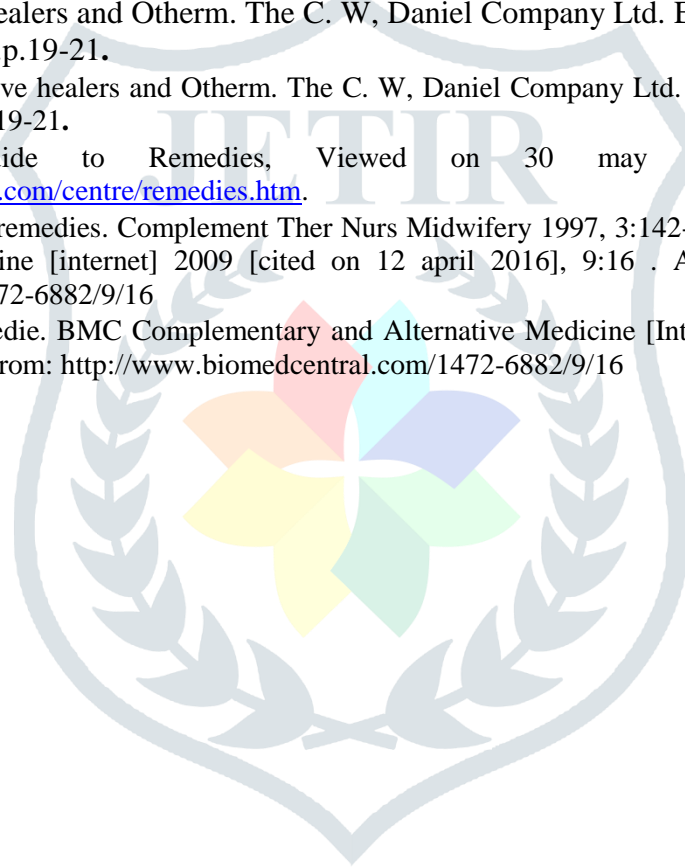 ealers and Otherm. The C. W, Daniel Company Ltd.
p.19-21.
ve healers and Otherm. The C. W, Daniel Company Ltd.
19-21.
ide to Remedies, Viewed on 30 may
.com/centre/remedies.htm.
remedies. Complement Ther Nurs Midwifery 1997, 3:142-
ine [internet] 2009 [cited on 12 april 2016], 9:16 . A
72-6882/9/16
edie. BMC Complementary and Alternative Medicine [Int
from: http://www.biomedcentral.com/1472-6882/9/16
JETIR